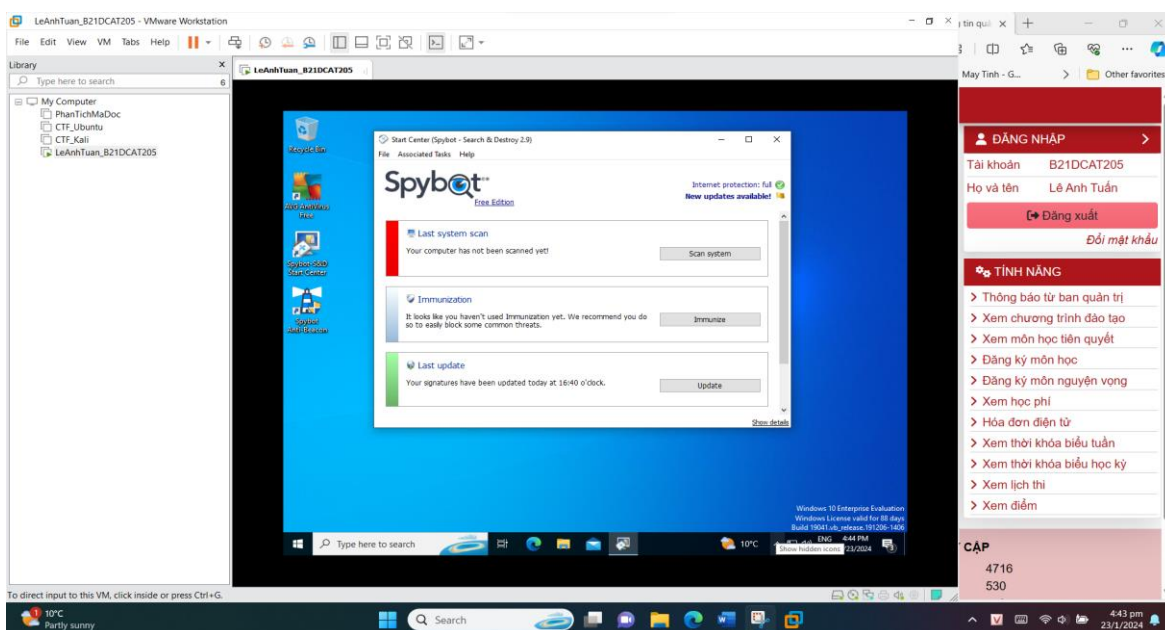 LeAnhTuan_B21DCAT205 - VMware Workstation
File Edit View VM Tabs Help
Library
Type here to search
My Computer
PhanTichMaDoc
CTF_Ubuntu
CTF_Kali
LeAnhTuan_B21DCAT205
LeAnhTuan_B21DCAT205
Recycle Bin
AVG AntiVirus
Free
Spybot-S&D
Start Center
Spybot
Anti-Beacon
Start Center (Spybot - Search & Destroy 2.9)
File Associated Tasks Help
Spybot
Free Edition
Internet protection: full
New updates available!
Last system scan
Your computer has not been scanned yet!
Scan system
Immunization
It looks like you haven't used Immunization yet. We recommend you do
so to easily block some common threats.
Immunize
Last update
Your signatures have been updated today at 16:40 o'clock.
Update
Show details
Windows 10 Enterprise Evaluation
Windows License valid for 88 days
Build 19041.vb_release.191206-1406
Type here to search
10°C
ENG
4:44 PM
Show hidden icons
/23/2024
To direct input to this VM, click inside or press Ctrl+G.
May Tinh - G...
Other favorites
ĐĂNG NHẬP
Tài khoản B21DCAT205
Họ và tên Lê Anh Tuấn
Đăng xuất
Đổi mật khẩu
TÍNH NĂNG
Thông báo từ ban quản trị
Xem chương trình đào tạo
Xem môn học tiên quyết
Đăng ký môn học
Đăng ký môn nguyện vọng
Xem học phí
Hóa đơn điện tử
Xem thời khóa biểu tuần
Xem thời khóa biểu học kỳ
Xem lịch thi
Xem điểm
CẬP
4716
530
1
10°C
Partly sunny
Search
4:43 pm
23/1/2024